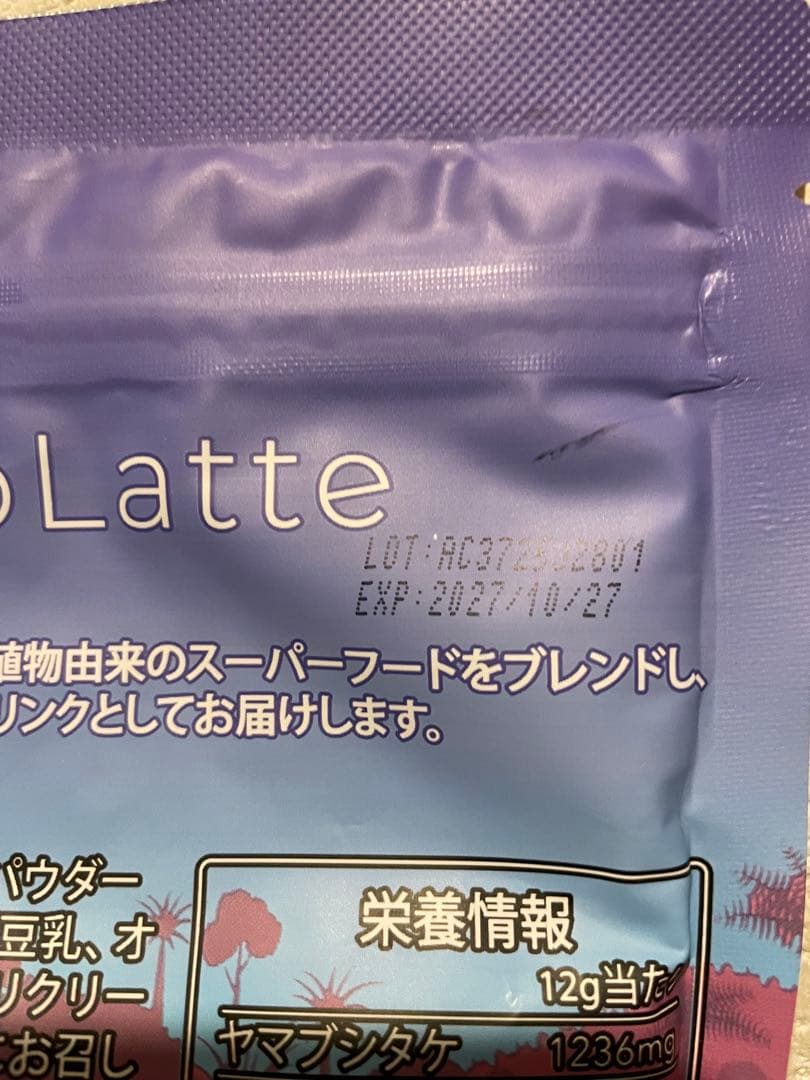 Latte
LOT:AC372532801
EXP:2027/10/27
植物由来のスーパーフードをブレンドし、
リンクとしてお届けします。
パウダー
豆乳、オ
リクリー
お召し
栄養情報
12g当た
ヤマブシタケ 1236mg